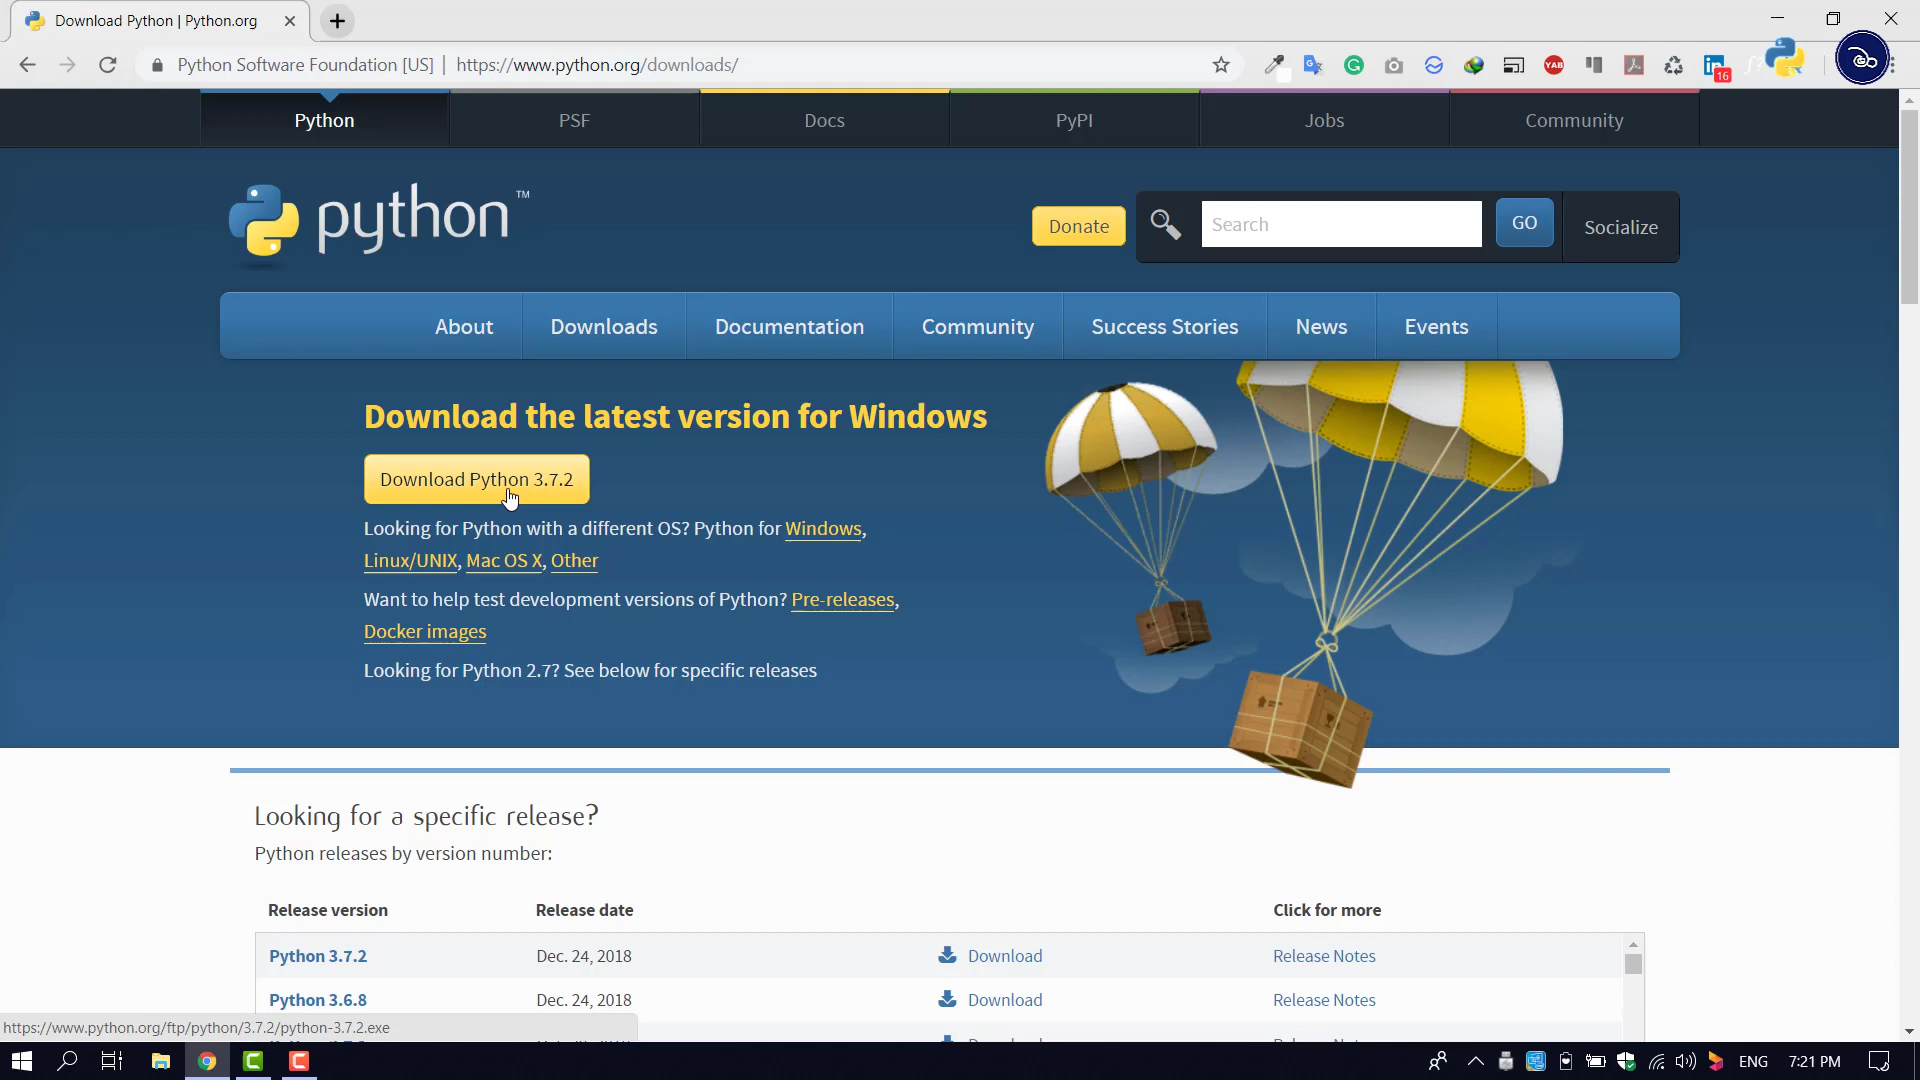 Download Python | Python.org
Python Software Foundation [US] | https://www.python.org/downloads/
16
Python PSF Docs PyPI Jobs Community
python ™
Donate Search GO Socialize
About Downloads Documentation Community Success Stories News Events
Download the latest version for Windows
Download Python 3.7.2
Looking for Python with a different OS? Python for Windows,
Linux/UNIX, Mac OS X, Other
Want to help test development versions of Python? Pre-releases,
Docker images
Looking for Python 2.7? See below for specific releases
Looking for a specific release?
Python releases by version number:
Release version Release date Click for more
Python 3.7.2 Dec. 24, 2018 Download Release Notes
Python 3.6.8 Dec. 24, 2018 Download Release Notes
https://www.python.org/ftp/python/3.7.2/python-3.7.2.exe
ENG 7:21 PM